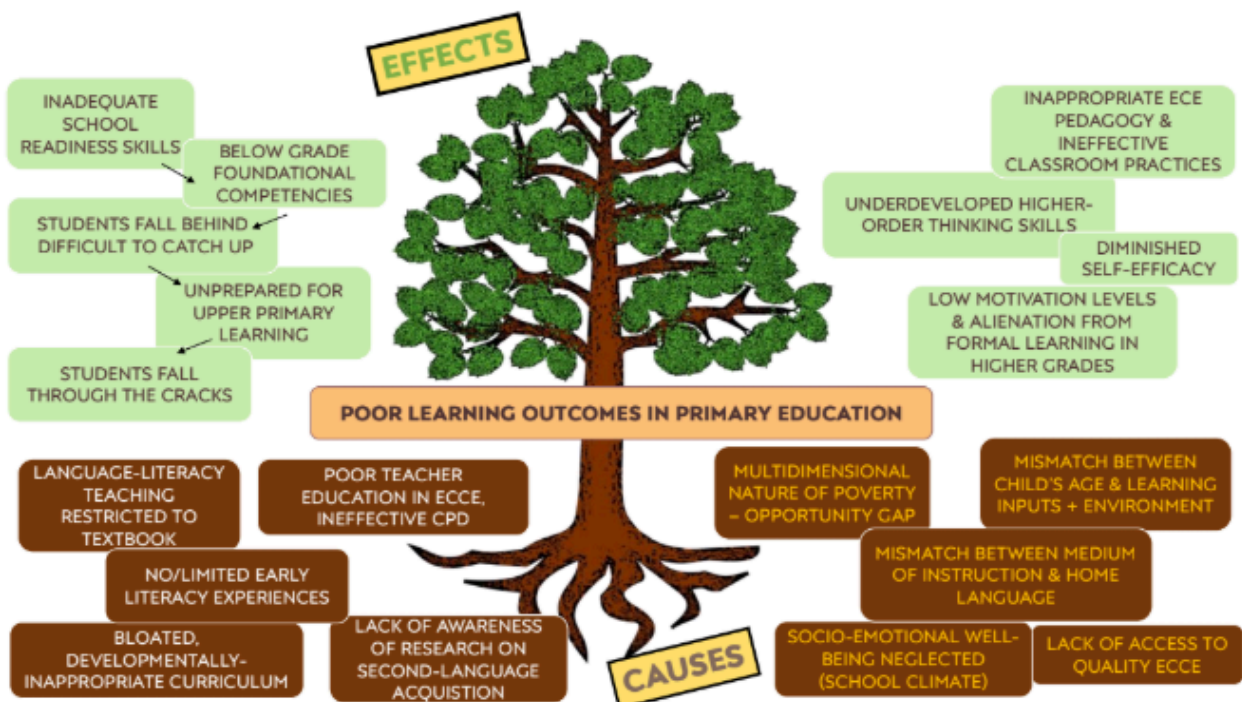 EFFECTS
INADEQUATE
SCHOOL
READINESS SKILLS
BELOW GRADE
FOUNDATIONAL
COMPETENCIES
STUDENTS FALL BEHIND
DIFFICULT TO CATCH UP
UNPREPARED FOR
UPPER PRIMARY
LEARNING
STUDENTS FALL
THROUGH THE CRACKS
INAPPROPRIATE ECE
PEDAGOGY &
INEFFECTIVE
CLASSROOM PRACTICES
UNDERDEVELOPED HIGHER-
ORDER THINKING SKILLS
DIMINISHED
SELF-EFFICACY
LOW MOTIVATION LEVELS
& ALIENATION FROM
FORMAL LEARNING IN
HIGHER GRADES
POOR LEARNING OUTCOMES IN PRIMARY EDUCATION
LANGUAGE-LITERACY
TEACHING
RESTRICTED TO
TEXTBOOK
POOR TEACHER
EDUCATION IN ECCE,
INEFFECTIVE CPD
NO/LIMITED EARLY
LITERACY EXPERIENCES
BLOATED,
DEVELOPMENTALLY-
INAPPROPRIATE CURRICULUM
LACK OF AWARENESS
OF RESEARCH ON
SECOND-LANGUAGE
ACQUISTION
MULTIDIMENSIONAL
NATURE OF POVERTY
– OPPORTUNITY GAP
MISMATCH BETWEEN
CHILD'S AGE & LEARNING
INPUTS + ENVIRONMENT
MISMATCH BETWEEN MEDIUM
OF INSTRUCTION & HOME
LANGUAGE
SOCIO-EMOTIONAL WELL-
BEING NEGLECTED
(SCHOOL CLIMATE)
LACK OF ACCESS TO
QUALITY ECCE
CAUSES